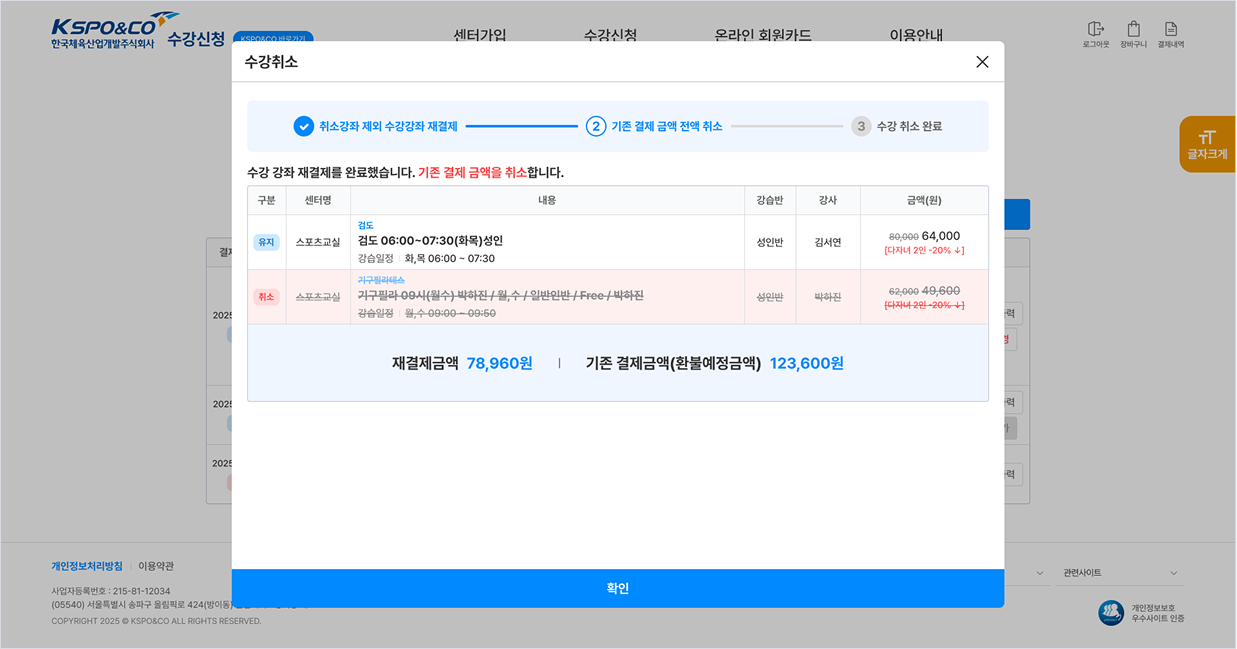 KSPO&CO
한국체육산업개발주식회사
수강신청
KSPO&CO 바로가기
센터가입
수강신청
온라인 회원카드
이용안내
로그아웃
장바구니
결제내역
수강취소
취소강좌 제외 수강강좌 재결제
2 기존 결제 금액 전액 취소
3 수강 취소 완료
글자크게
수강 강좌 재결제를 완료했습니다. 기존 결제 금액을 취소합니다.
구분 센터명 내용 강습반 강사 금액(원)
유지 스포츠교실
검도
검도 06:00~07:30(화목)성인
강습일정 화,목 06:00 ~ 07:30
성인반 김서연
80,000 64,000
[다자녀 2인 -20% ↓]
취소 스포츠교실
기구필라테스
기구필라 09시(월수) 박하진 / 월,수 / 일반인반 / Free / 박하진
강습일정 월,수 09:00 ~ 09:50
성인반 박하진
62,000 49,600
[다자녀 2인 -20% ↓]
재결제금액 78,960원 기존 결제금액(환불예정금액) 123,600원
2025
2025
2025
확인
개인정보처리방침 이용약관
사업자등록번호 : 215-81-12034
(05540) 서울특별시 송파구 올림픽로 424(방이동)
COPYRIGHT 2025 © KSPO&CO ALL RIGHTS RESERVED.
관련사이트
개인정보보호
우수사이트 인증